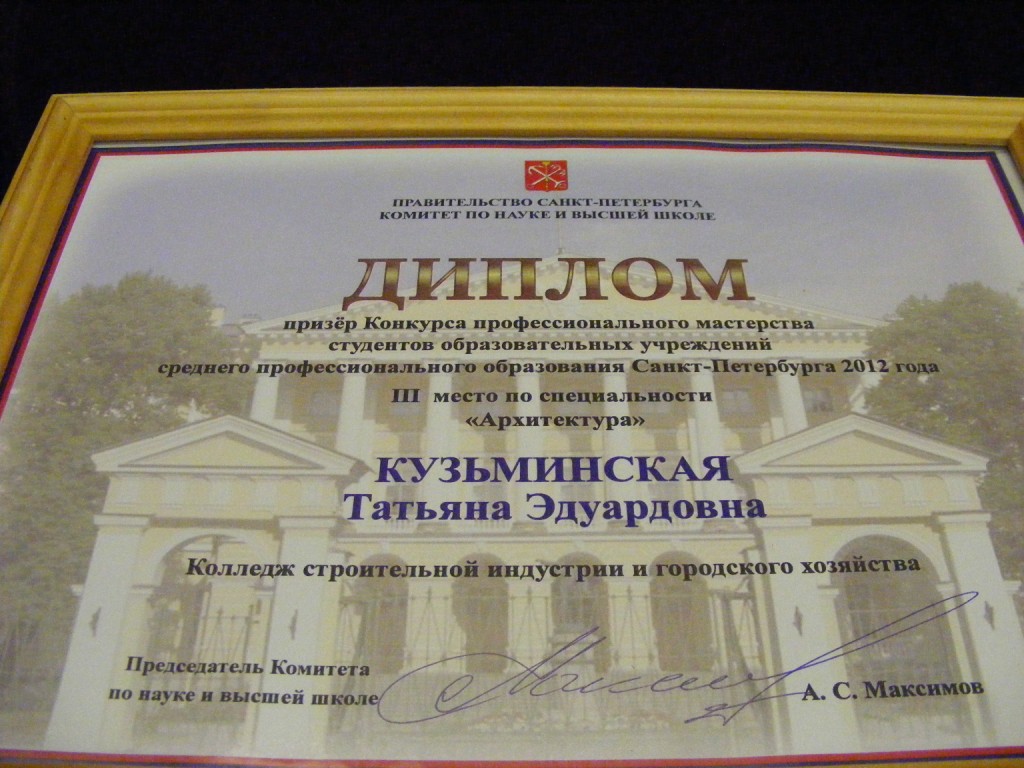 ПРАВИТЕЛЬСТВО САНКТ-ПЕТЕРБУРГА
КОМИТЕТ ПО НАУКЕ И ВЫСШЕЙ ШКОЛЕ
ДИПЛОМ
призёр Конкурса профессионального мастерства
студентов образовательных учреждений
среднего профессионального образования Санкт-Петербурга 2012 года
III место по специальности
«Архитектура»
КУЗЬМИНСКАЯ
Татьяна Эдуардовна
Колледж строительной индустрии и городского хозяйства
Председатель Комитета
по науке и высшей школе
А. С. Максимов